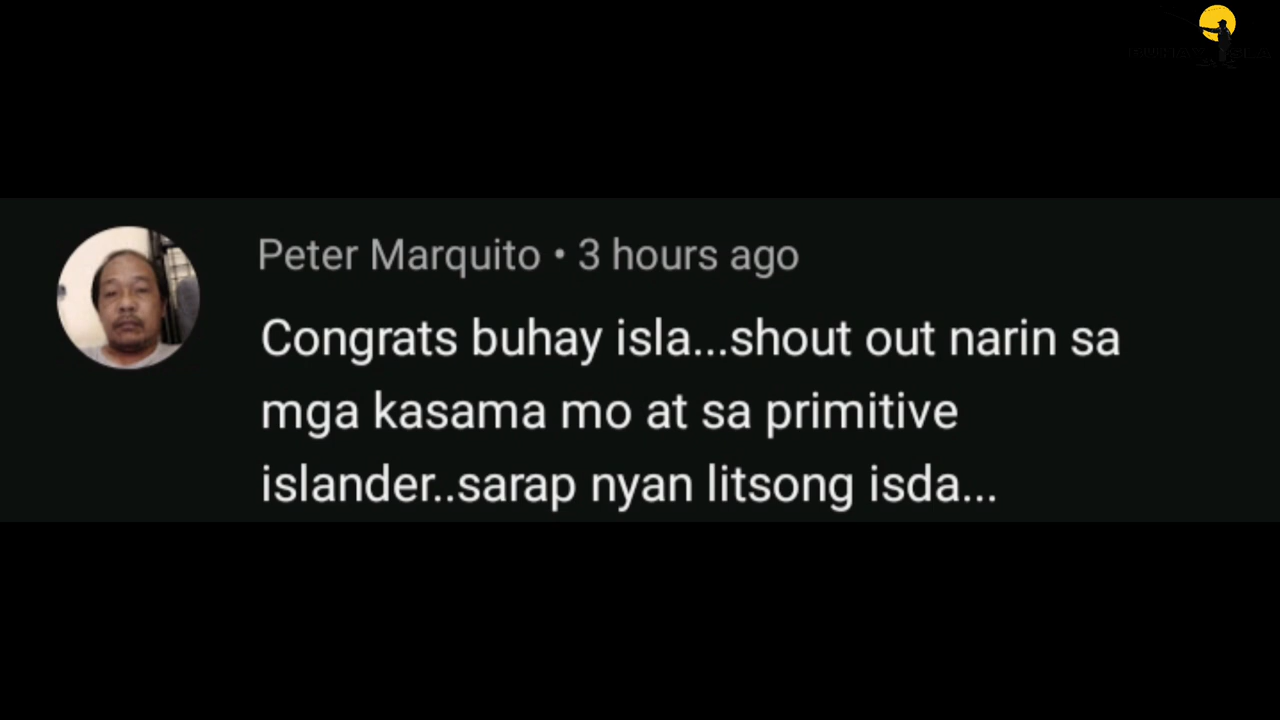 Peter Marquito • 3 hours ago
Congrats buhay isla...shout out narin sa
mga kasama mo at sa primitive
islander..sarap nyan litsong isda...